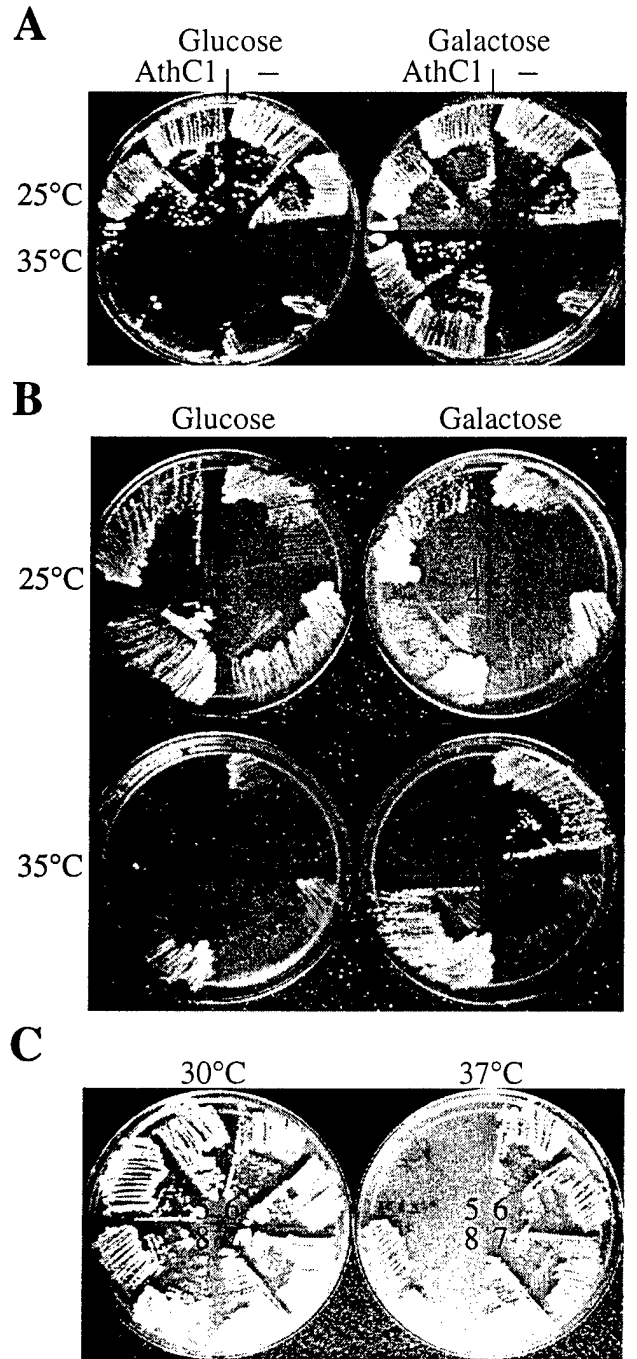 A
Glucose Galactose
AthC1 – AthC1 –
25°C
35°C
B
Glucose Galactose
25°C
35°C
C
30°C 37°C
5 6 5 6
8 8 7